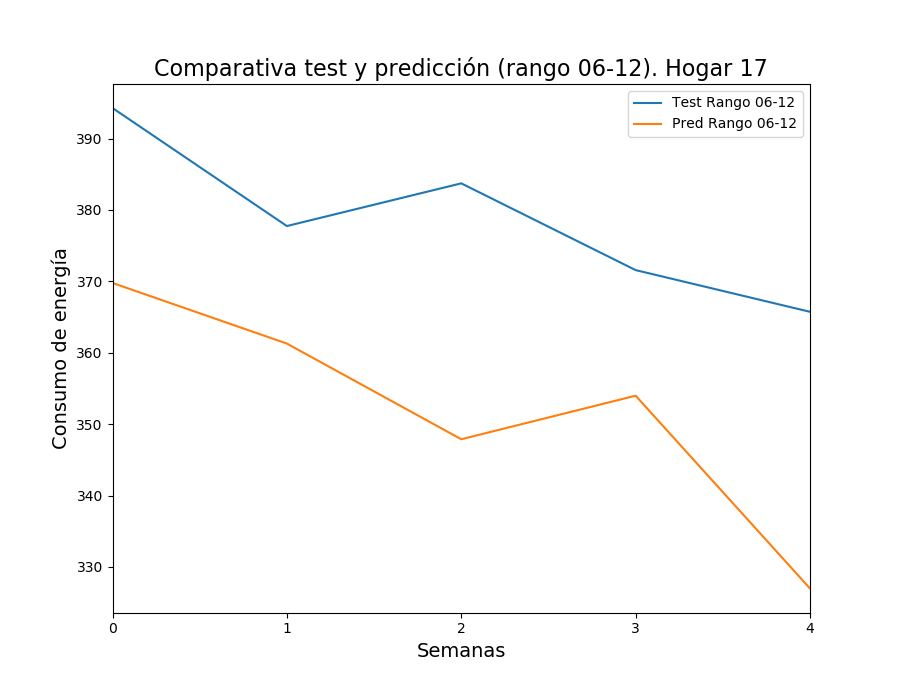 Comparativa test y predicción (rango 06-12). Hogar 17
Test Rango 06-12
Pred Rango 06-12
Consumo de energía
390
380
370
360
350
340
330
0 1 2 3 4
Semanas